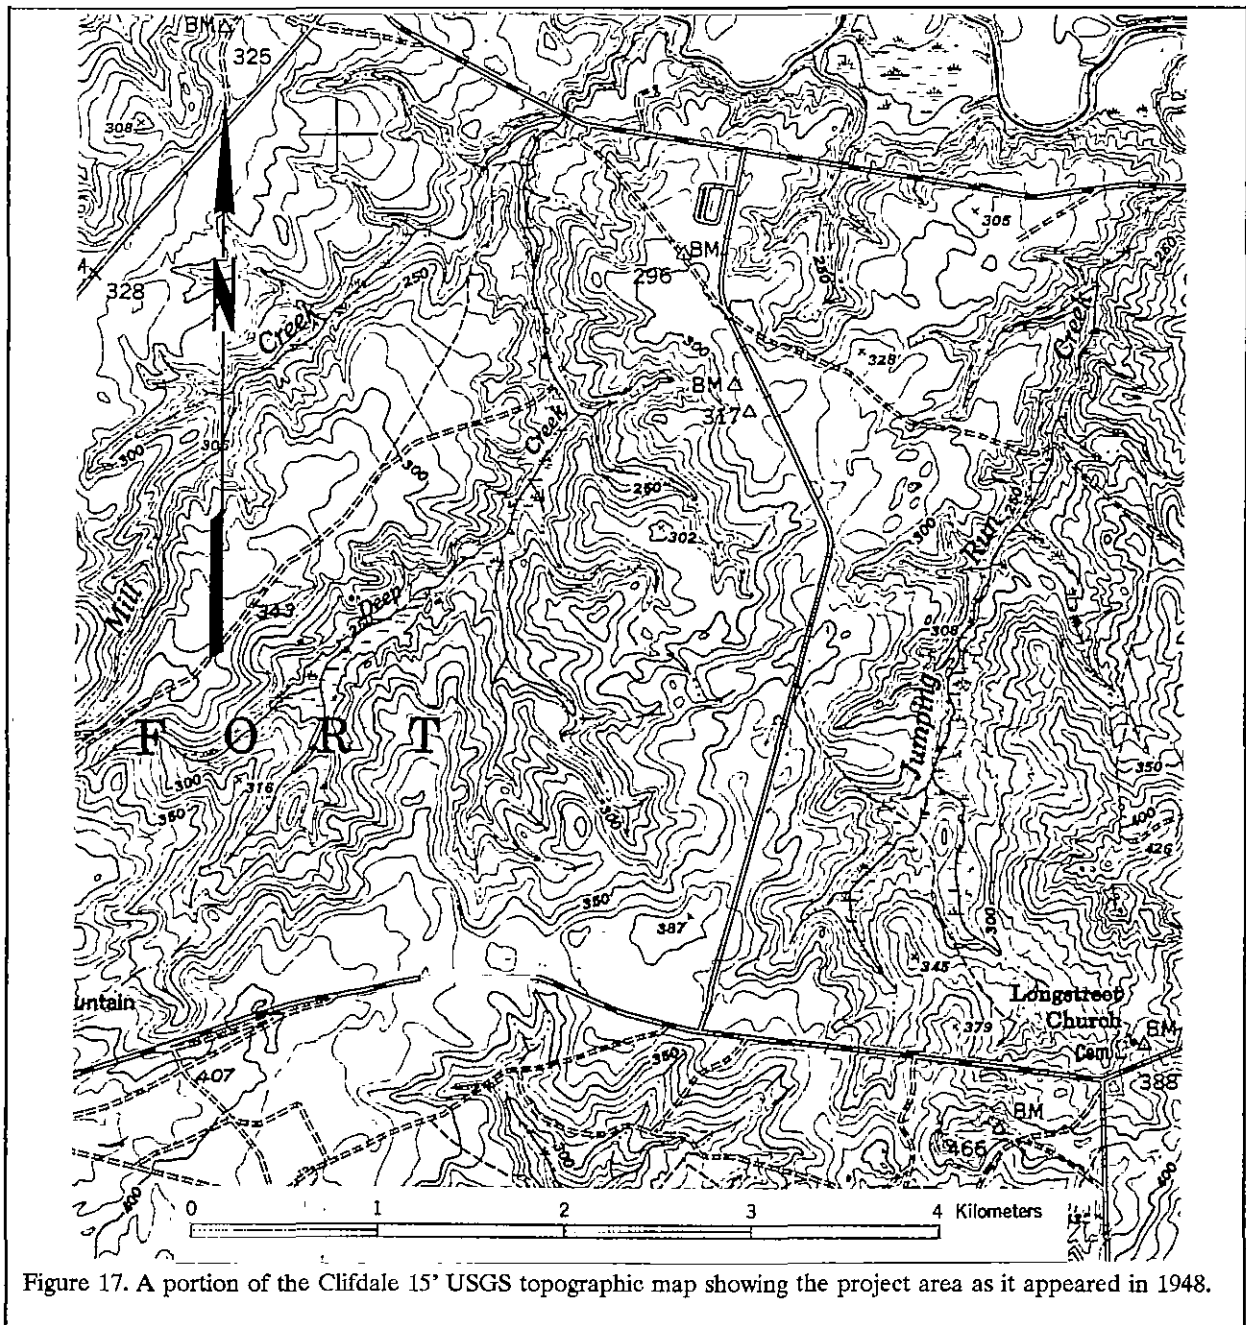 BM
325
308
305
BM
296
328
N
Creek
250
250
250
Creek
300
328
BM
317
Creek
300
305
300
250
302
300
Run
250
Mill
343
Deep
308
Jumping
F O R T
300
316
350
300
350
400
426
350
387
300
345
Longstreet
Church
untain
379
BM
Cem
407
350
388
BM
466
300
400
400
0 1 2 3 4 Kilometers
Figure 17. A portion of the Clifdale 15' USGS topographic map showing the project area as it appeared in 1948.